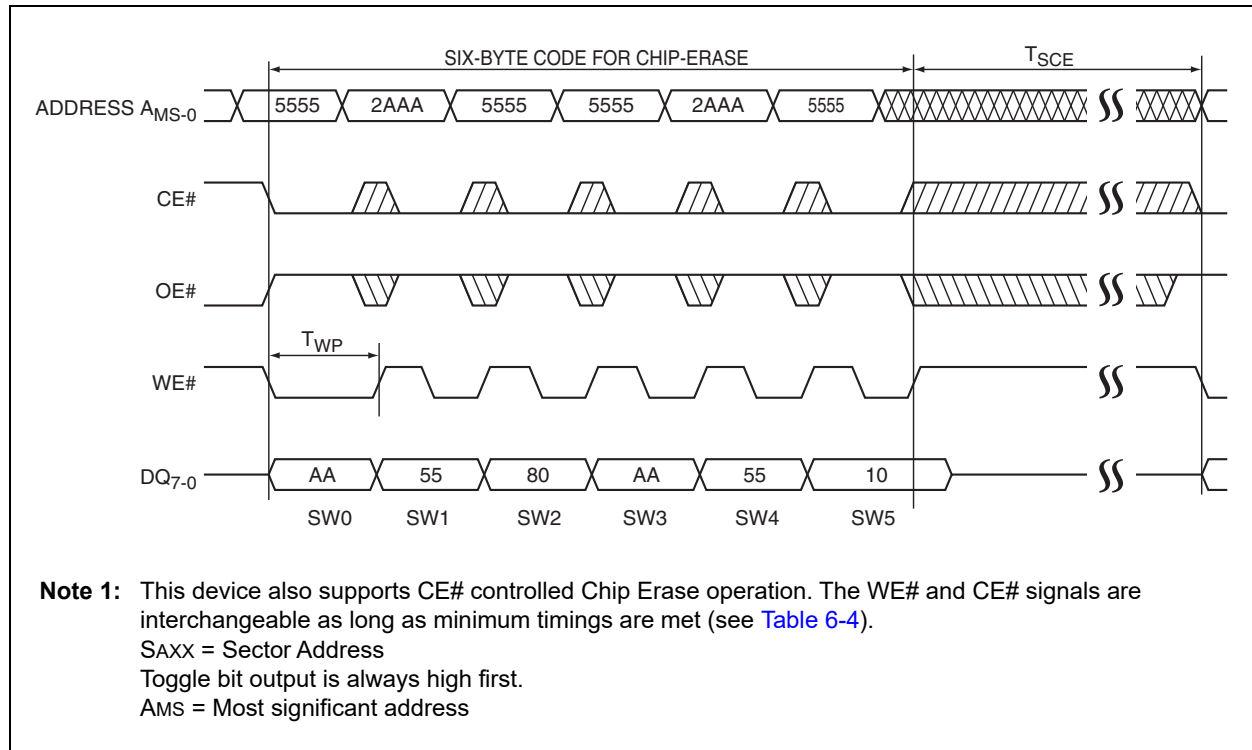 SIX-BYTE CODE FOR CHIP-ERASE TSCE
ADDRESS AMS-0 5555 2AAA 5555 5555 2AAA 5555
CE#
OE#
TWP
WE#
DQ7-0 AA 55 80 AA 55 10
SW0 SW1 SW2 SW3 SW4 SW5
Note 1: This device also supports CE# controlled Chip Erase operation. The WE# and CE# signals are
interchangeable as long as minimum timings are met (see Table 6-4).
SAXX = Sector Address
Toggle bit output is always high first.
AMS = Most significant address